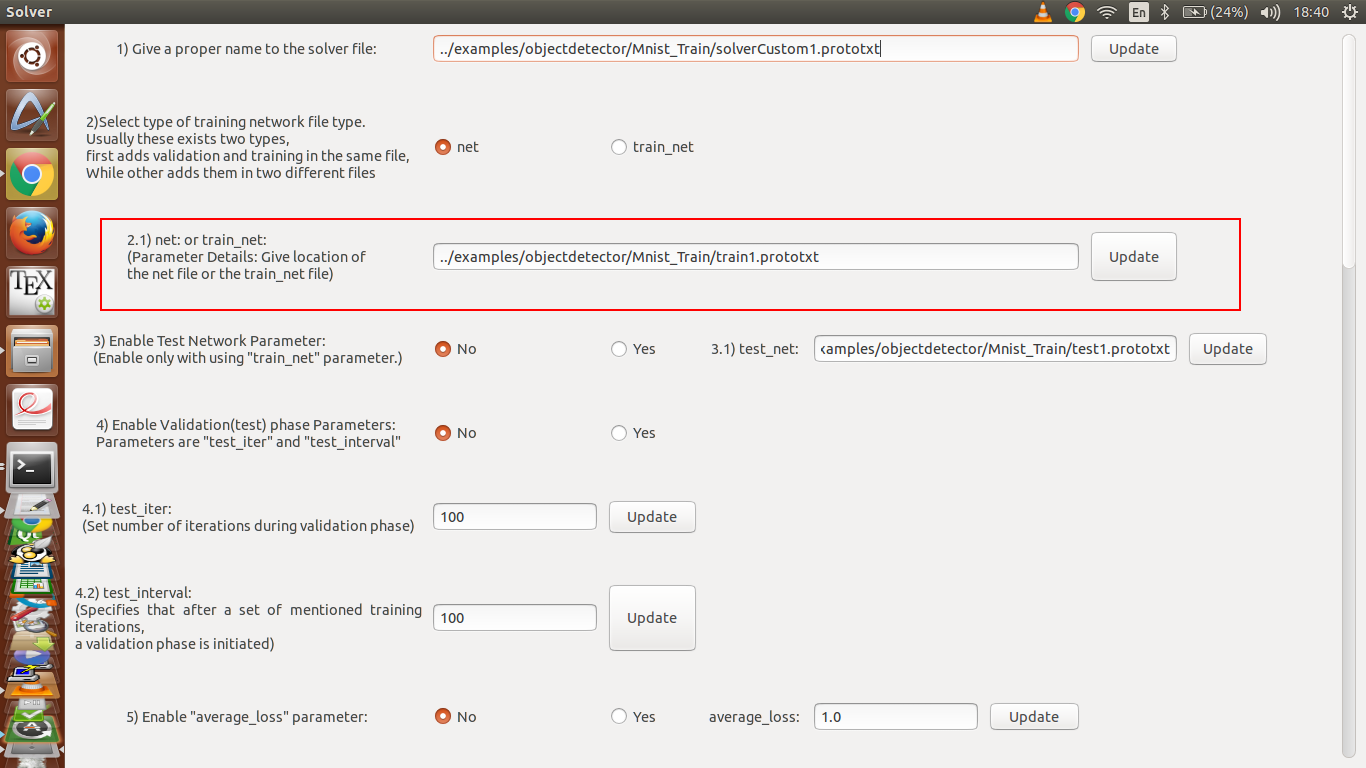 Solver
En
(24%)
18:40
1) Give a proper name to the solver file:
../examples/objectdetector/Mnist_Train/solverCustom1.prototxt
Update
2)Select type of training network file type.
Usually these exists two types,
first adds validation and training in the same file,
While other adds them in two different files
net
train_net
2.1) net: or train_net:
(Parameter Details: Give location of
the net file or the train_net file)
../examples/objectdetector/Mnist_Train/train1.prototxt
Update
3) Enable Test Network Parameter:
(Enable only with using "train_net" parameter.)
No
Yes
3.1) test_net:
xamples/objectdetector/Mnist_Train/test1.prototxt
Update
4) Enable Validation(test) phase Parameters:
Parameters are "test_iter" and "test_interval"
No
Yes
4.1) test_iter:
(Set number of iterations during validation phase)
100
Update
4.2) test_interval:
(Specifies that after a set of mentioned training
iterations,
a validation phase is initiated)
100
Update
5) Enable "average_loss" parameter:
No
Yes
average_loss:
1.0
Update
TEX